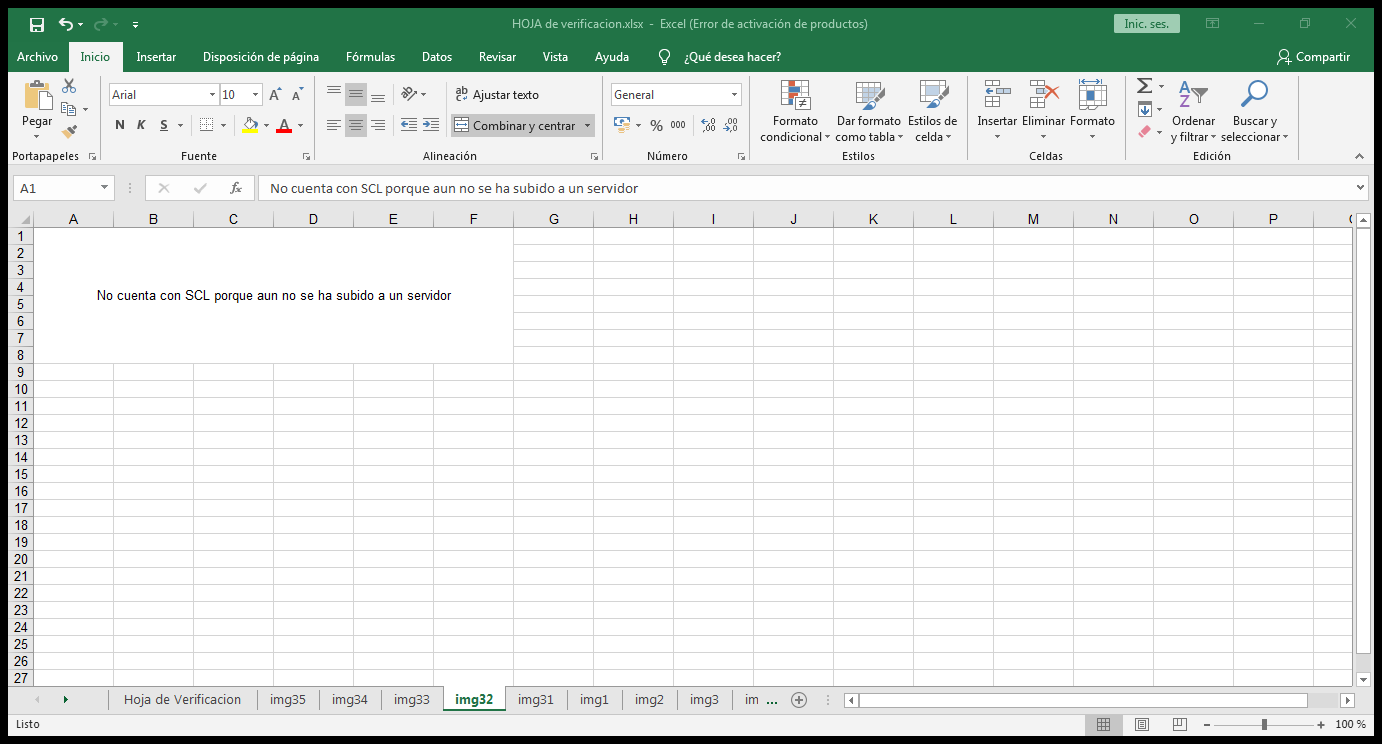 HOJA de verificacion.xlsx - Excel (Error de activación de productos)
Inic. ses.
Archivo Inicio Insertar Disposición de página Fórmulas Datos Revisar Vista Ayuda ¿Qué desea hacer? Compartir
Pegar
Portapapeles
Arial 10
N K S A
Fuente
ab Ajustar texto
Combinar y centrar
Alineación
General
% 000
Número
Formato condicional
Dar formato como tabla
Estilos de celda
Estilos
Insertar Eliminar Formato
Celdas
Ordenar y filtrar
Buscar y seleccionar
Edición
A1 fx No cuenta con SCL porque aun no se ha subido a un servidor
A B C D E F G H I J K L M N O P
1
2
3
4
No cuenta con SCL porque aun no se ha subido a un servidor
5
6
7
8
9
10
11
12
13
14
15
16
17
18
19
20
21
22
23
24
25
26
27
Hoja de Verificacion img35 img34 img33 img32 img31 img1 img2 img3 im ...
Listo
100 %